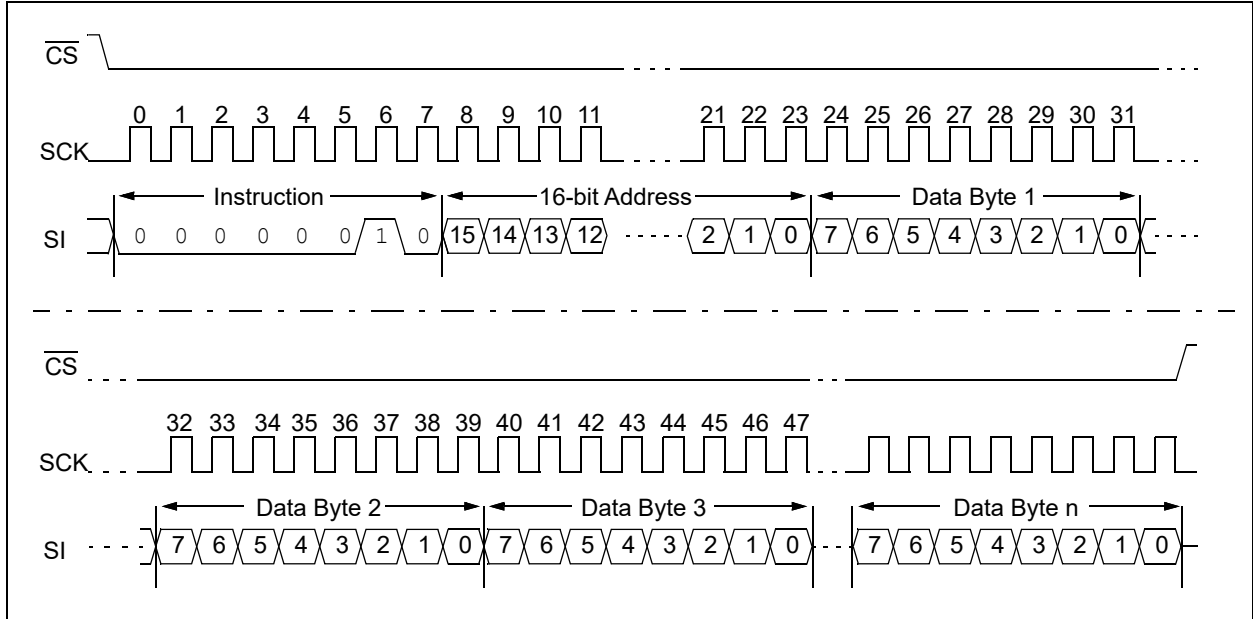 CS
0 1 2 3 4 5 6 7 8 9 10 11 21 22 23 24 25 26 27 28 29 30 31
SCK
Instruction 16-bit Address Data Byte 1
SI 0 0 0 0 0 0 1 0 15 14 13 12 2 1 0 7 6 5 4 3 2 1 0
CS
32 33 34 35 36 37 38 39 40 41 42 43 44 45 46 47
SCK
Data Byte 2 Data Byte 3 Data Byte n
SI 7 6 5 4 3 2 1 0 7 6 5 4 3 2 1 0 7 6 5 4 3 2 1 0